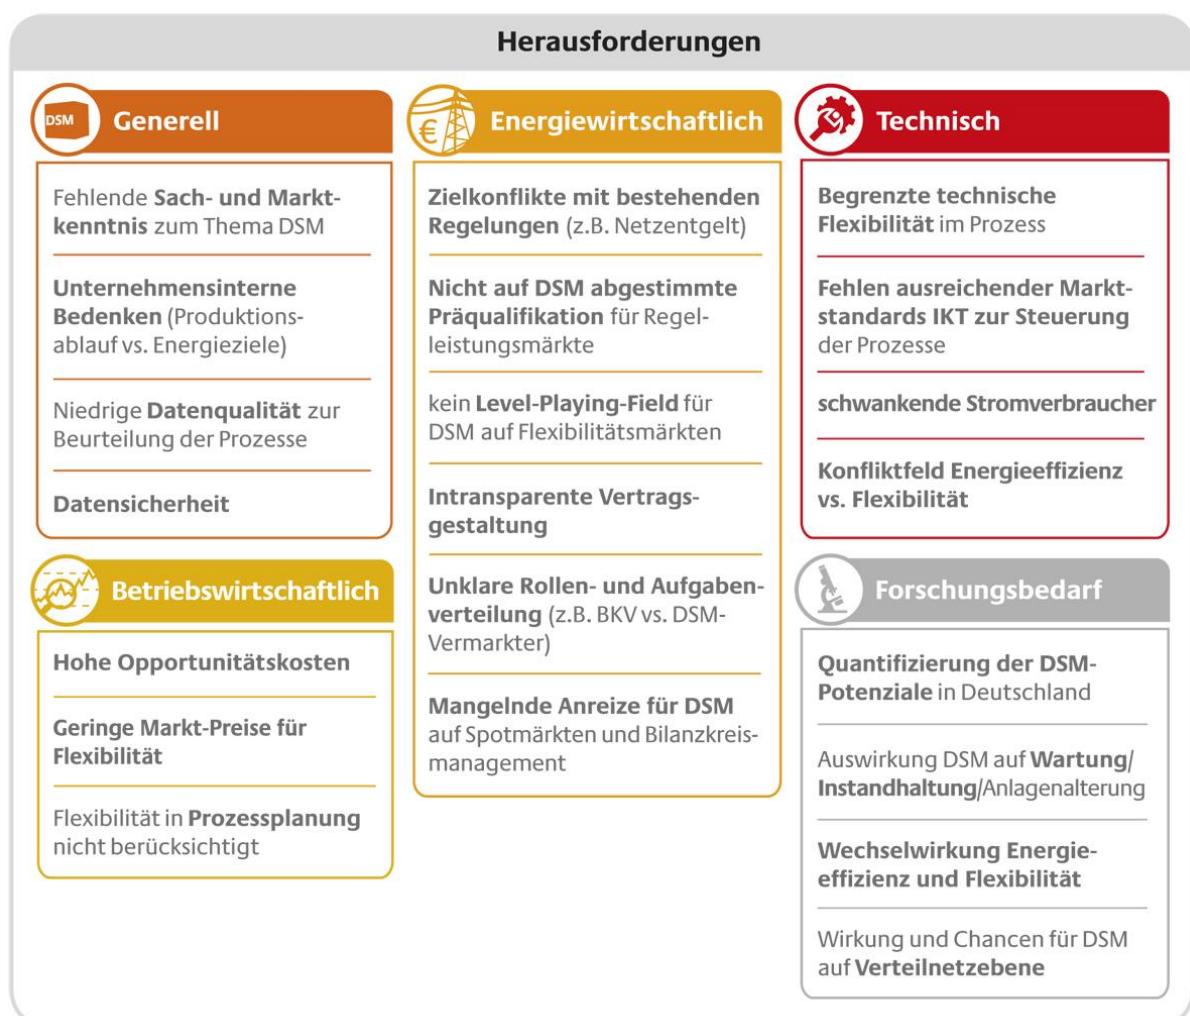 Herausforderungen
DSM
Generell
Fehlende Sach- und Markt-
kenntnis zum Thema DSM
Unternehmensinterne
Bedenken (Produktions-
ablauf vs. Energieziele)
Niedrige Datenqualität zur
Beurteilung der Prozesse
Datensicherheit
Betriebswirtschaftlich
Hohe Opportunitätskosten
Geringe Markt-Preise für
Flexibilität
Flexibilität in Prozessplanung
nicht berücksichtigt
€
Energiewirtschaftlich
Zielkonflikte mit bestehenden
Regelungen (z.B. Netzentgelt)
Nicht auf DSM abgestimmte
Präqualifikation für Regel-
leistungsmärkte
kein Level-Playing-Field für
DSM auf Flexibilitätsmärkten
Intransparente Vertrags-
gestaltung
Unklare Rollen- und Aufgaben-
verteilung (z.B. BKV vs. DSM-
Vermarkter)
Mangelnde Anreize für DSM
auf Spotmärkten und Bilanzkreis-
management
Technisch
Begrenzte technische
Flexibilität im Prozess
Fehlen ausreichender Markt-
standards IKT zur Steuerung
der Prozesse
schwankende Stromverbraucher
Konfliktfeld Energieeffizienz
vs. Flexibilität
Forschungsbedarf
Quantifizierung der DSM-
Potenziale in Deutschland
Auswirkung DSM auf Wartung/
Instandhaltung/Anlagenalterung
Wechselwirkung Energie-
effizienz und Flexibilität
Wirkung und Chancen für DSM
auf Verteilnetzebene